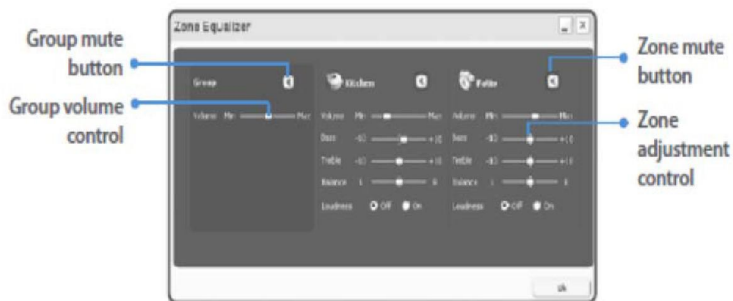 Zone Equalizer
Group mute
button
Group volume
control
Zone mute
button
Zone
adjustment
control
Group
Kitchen
Patio
Volume Min Max
Volume Min Max
Volume Min Max
Bass -10 +10
Bass -10 +10
Treble -10 +10
Treble -10 +10
Balance L R
Balance L R
Loudness Off On
Loudness Off On
ok